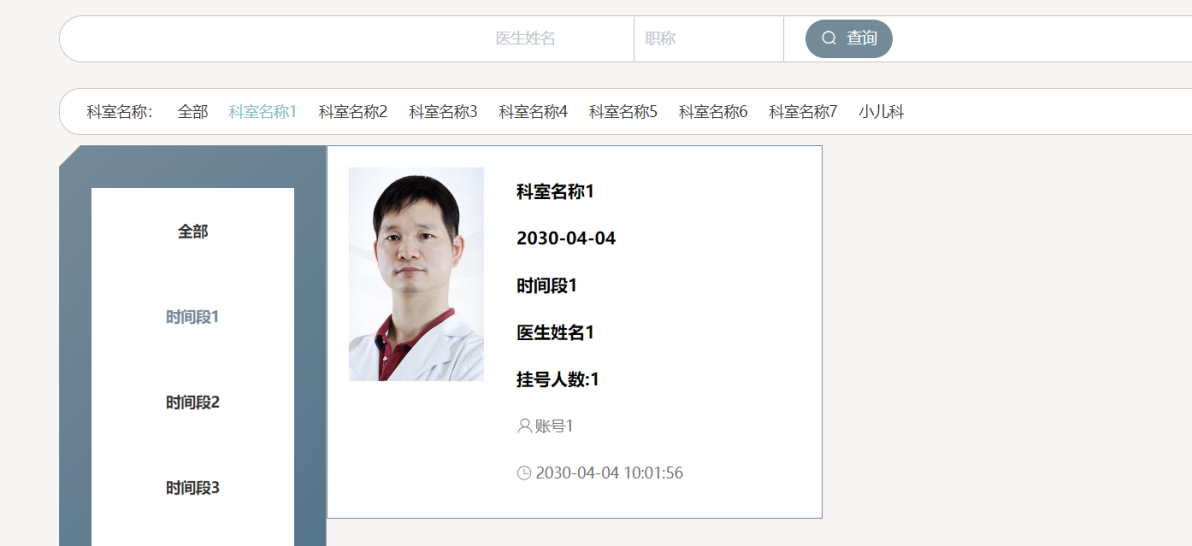 医生姓名 职称 查询
科室名称： 全部 科室名称1 科室名称2 科室名称3 科室名称4 科室名称5 科室名称6 科室名称7 小儿科
全部
时间段1
时间段2
时间段3
科室名称1
2030-04-04
时间段1
医生姓名1
挂号人数:1
账号1
2030-04-04 10:01:56